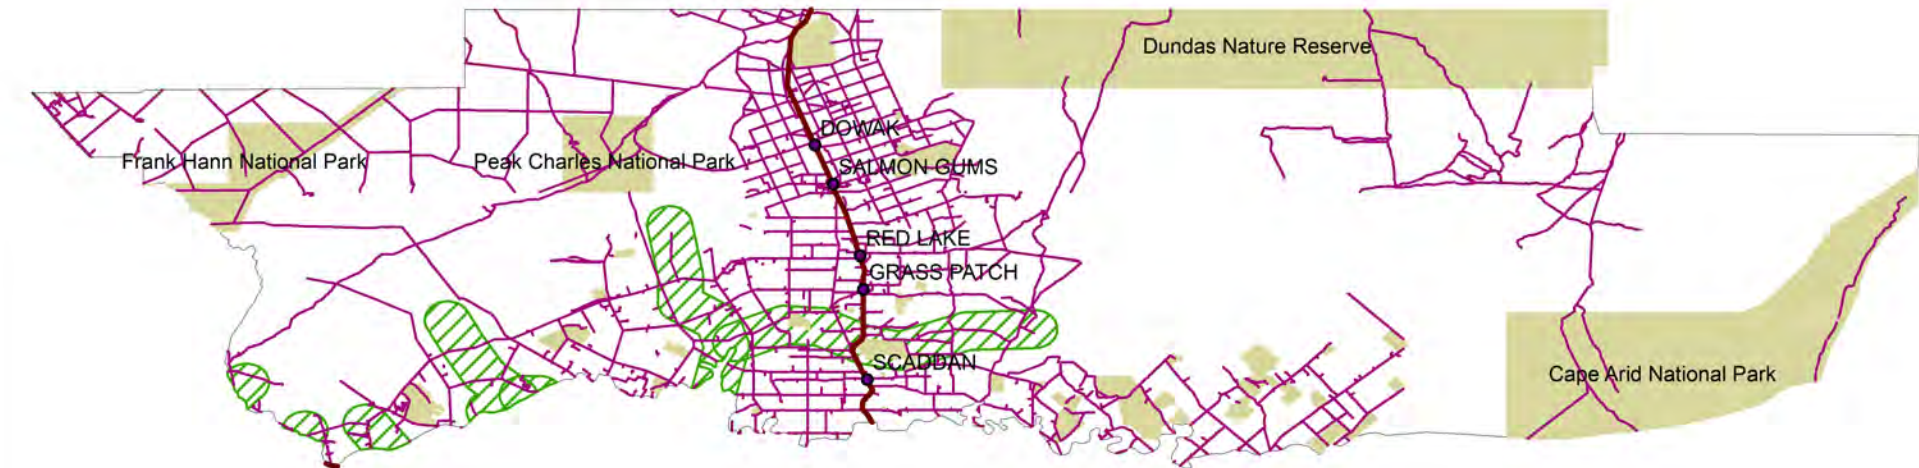 Dundas Nature Reserve
DOWAK
Frank Hann National Park
Peak Charles National Park
SALMON GUMS
RED LAKE
GRASS PATCH
SCADDAN
Cape Arid National Park